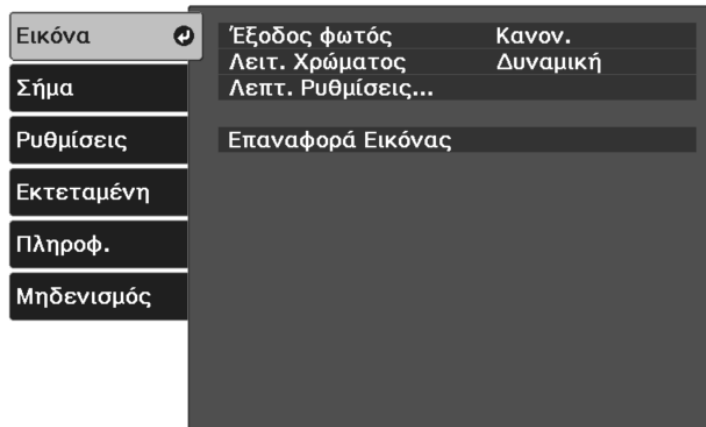 Εικόνα
Σήμα
Ρυθμίσεις
Εκτεταμένη
Πληροφ.
Μηδενισμός
Έξοδος φωτός Κανον.
Λειτ. Χρώματος Δυναμική
Λεπτ. Ρυθμίσεις...
Επαναφορά Εικόνας